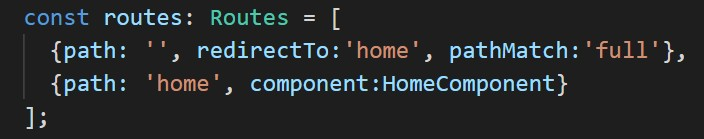 const routes: Routes = [
{path: '', redirectTo:'home', pathMatch:'full'},
{path: 'home', component:HomeComponent}
];